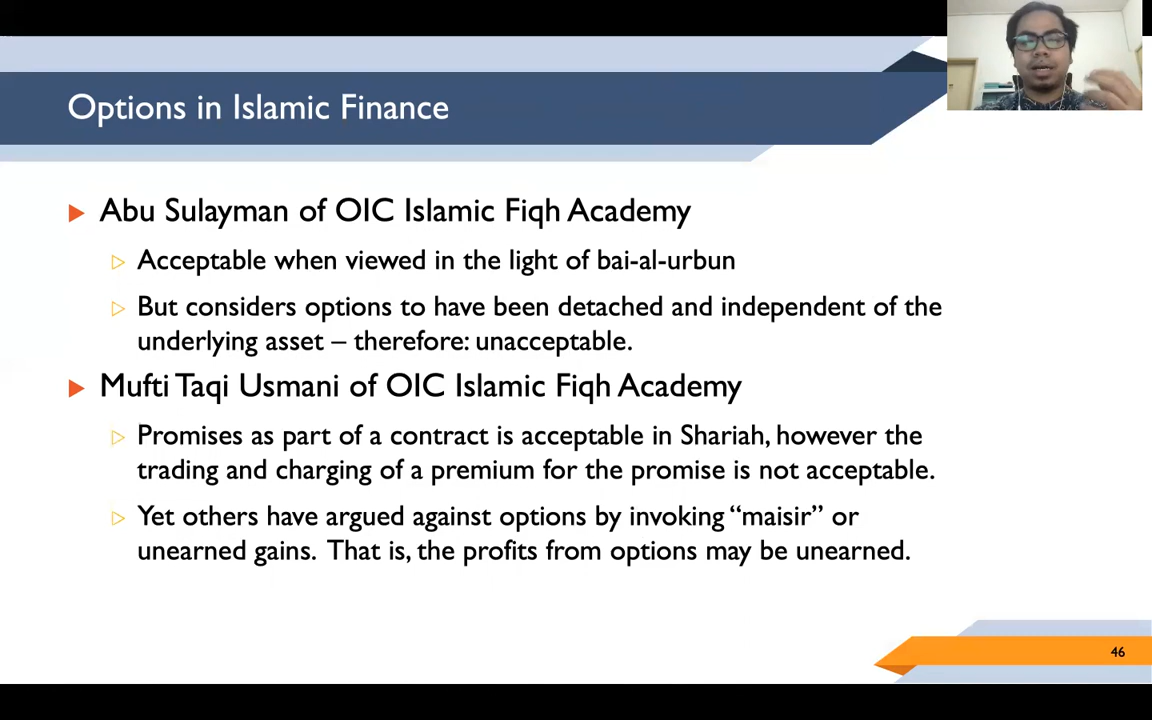 Options in Islamic Finance
Abu Sulayman of OIC Islamic Fiqh Academy
Acceptable when viewed in the light of bai-al-urbun
But considers options to have been detached and independent of the
underlying asset – therefore: unacceptable.
Mufti Taqi Usmani of OIC Islamic Fiqh Academy
Promises as part of a contract is acceptable in Shariah, however the
trading and charging of a premium for the promise is not acceptable.
Yet others have argued against options by invoking “maisir” or
unearned gains. That is, the profits from options may be unearned.
46